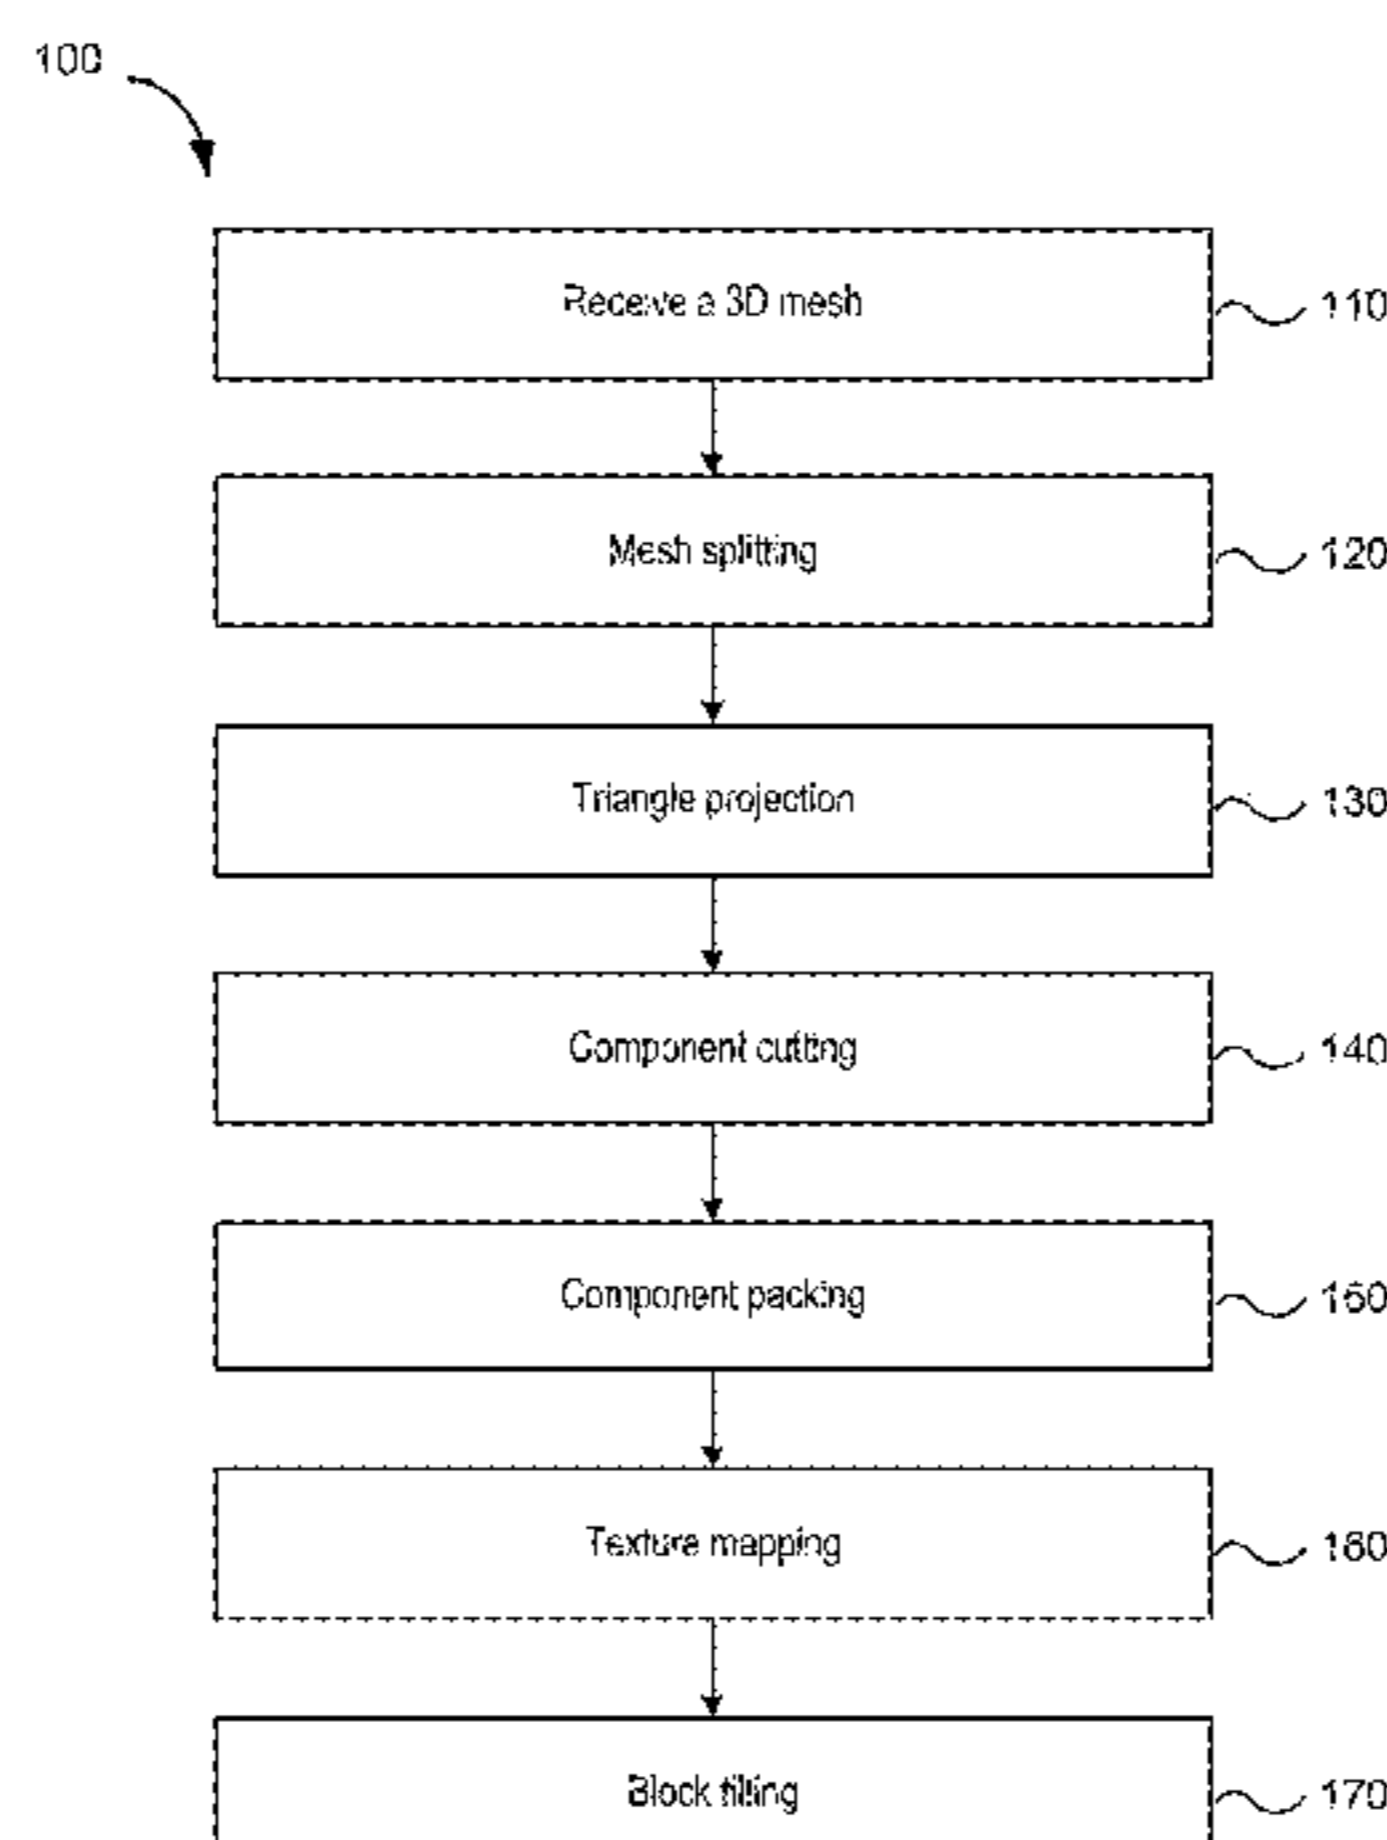 100
Receive a 3D mesh
110
Mesh splitting
120
Triangle projection
130
Component cutting
140
Component packing
150
Texture mapping
160
Block filling
170